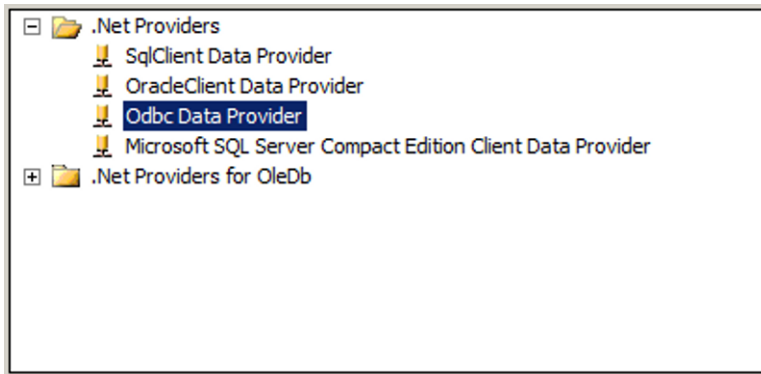 .Net Providers
SqlClient Data Provider
OracleClient Data Provider
Odbc Data Provider
Microsoft SQL Server Compact Edition Client Data Provider
.Net Providers for OleDb